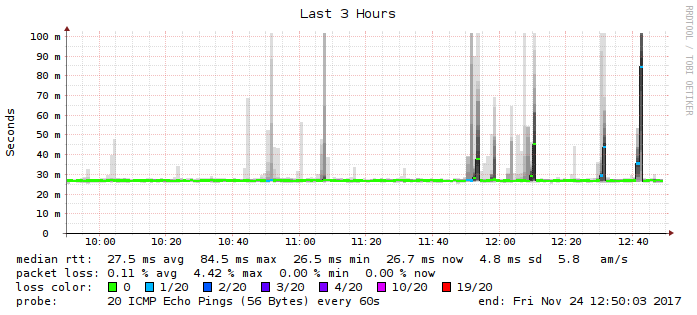 Last 3 Hours
RRDTOOL / TOBI OETIKER
Seconds
100 m
90 m
80 m
70 m
60 m
50 m
40 m
30 m
20 m
10 m
0
10:00 10:20 10:40 11:00 11:20 11:40 12:00 12:20 12:40
median rtt: 27.5 ms avg 84.5 ms max 26.5 ms min 26.7 ms now 4.8 ms sd 5.8 am/s
packet loss: 0.11 % avg 4.42 % max 0.00 % min 0.00 % now
loss color: 0 1/20 2/20 3/20 4/20 10/20 19/20
probe: 20 ICMP Echo Pings (56 Bytes) every 60s end: Fri Nov 24 12:50:03 2017